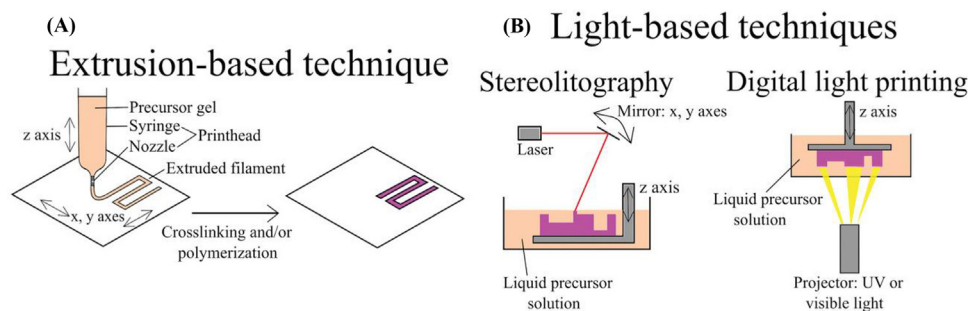 (A)
Extrusion-based technique
Precursor gel
z axis
Syringe
Printhead
Nozzle
Extruded filament
x, y axes
Crosslinking and/or
polymerization
(B)
Light-based techniques
Stereolitography
Mirror: x, y axes
Laser
z axis
Liquid precursor
solution
Digital light printing
Liquid precursor
solution
Projector: UV or
visible light